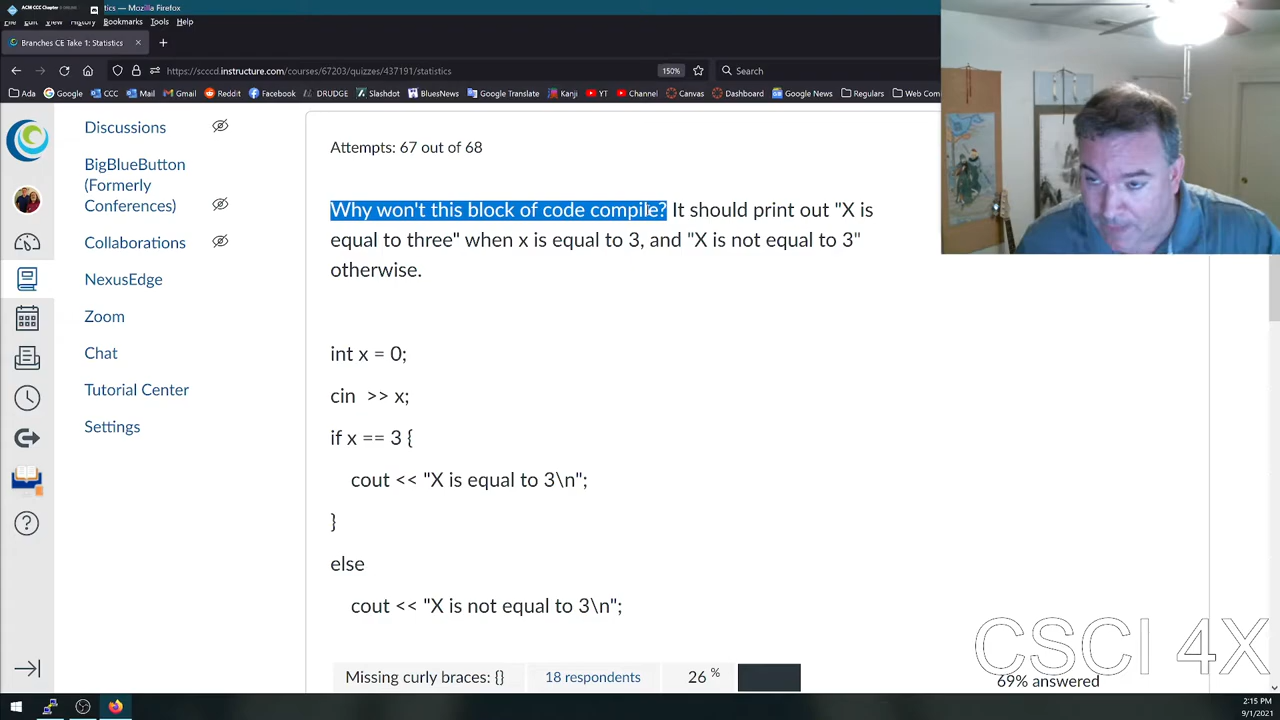 ACM CCC Chapter
tics — Mozilla Firefox
File Edit View History Bookmarks Tools Help
Branches CE Take 1: Statistics
https://scccd.instructure.com/courses/67203/quizzes/437191/statistics
150%
Search
Ada
Google
CCC
Mail
Gmail
Reddit
Facebook
DRUDGE
Slashdot
BluesNews
Google Translate
Kanji
YT
Channel
Canvas
Dashboard
Google News
Regulars
Web Com
Discussions
BigBlueButton
(Formerly
Conferences)
Collaborations
NexusEdge
Zoom
Chat
Tutorial Center
Settings
Attempts: 67 out of 68
Why won't this block of code compile? It should print out "X is
equal to three" when x is equal to 3, and "X is not equal to 3"
otherwise.
int x = 0;
cin >> x;
if x == 3 {
cout << "X is equal to 3\n";
}
else
cout << "X is not equal to 3\n";
Missing curly braces: {}
18 respondents
26 %
CSCI 4X
69% answered
2:15 PM
9/1/2021